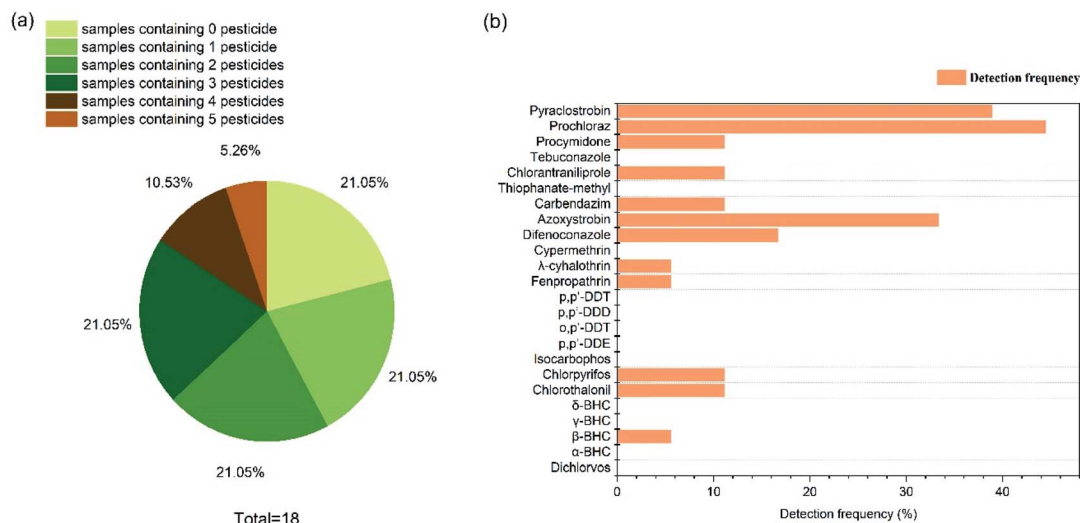 (a)
samples containing 0 pesticide
samples containing 1 pesticide
samples containing 2 pesticides
samples containing 3 pesticides
samples containing 4 pesticides
samples containing 5 pesticides
5.26%
10.53%
21.05%
21.05%
21.05%
21.05%
Total=18
(b)
Detection frequency
Pyraclostrobin
Prochloraz
Procymidone
Tebuconazole
Chlorantraniliprole
Thiophanate-methyl
Carbendazim
Azoxystrobin
Difenoconazole
Cypermethrin
λ-cyhalothrin
Fenpropathrin
p,p'-DDT
p,p'-DDD
o,p'-DDT
p,p'-DDE
Isocarbophos
Chlorpyrifos
Chlorothalonil
δ-BHC
γ-BHC
β-BHC
α-BHC
Dichlorvos
0 10 20 30 40
Detection frequency (%)